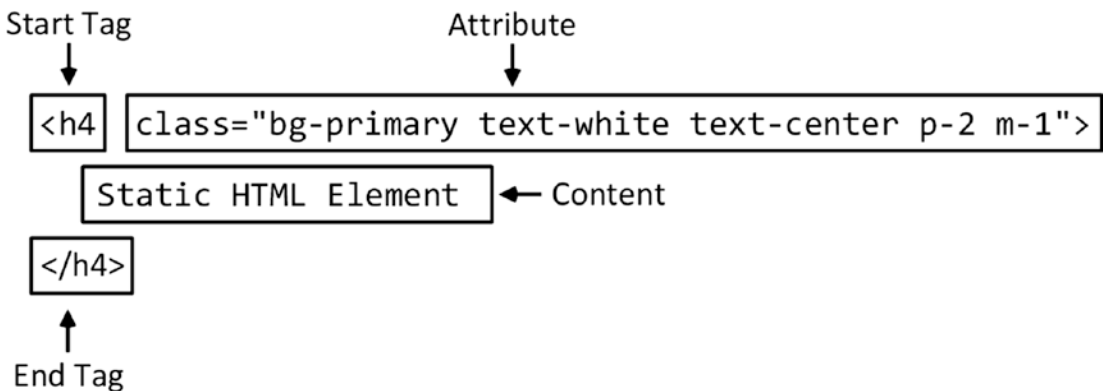 Start Tag Attribute
<h4 class="bg-primary text-white text-center p-2 m-1">
Static HTML Element Content
</h4>
End Tag